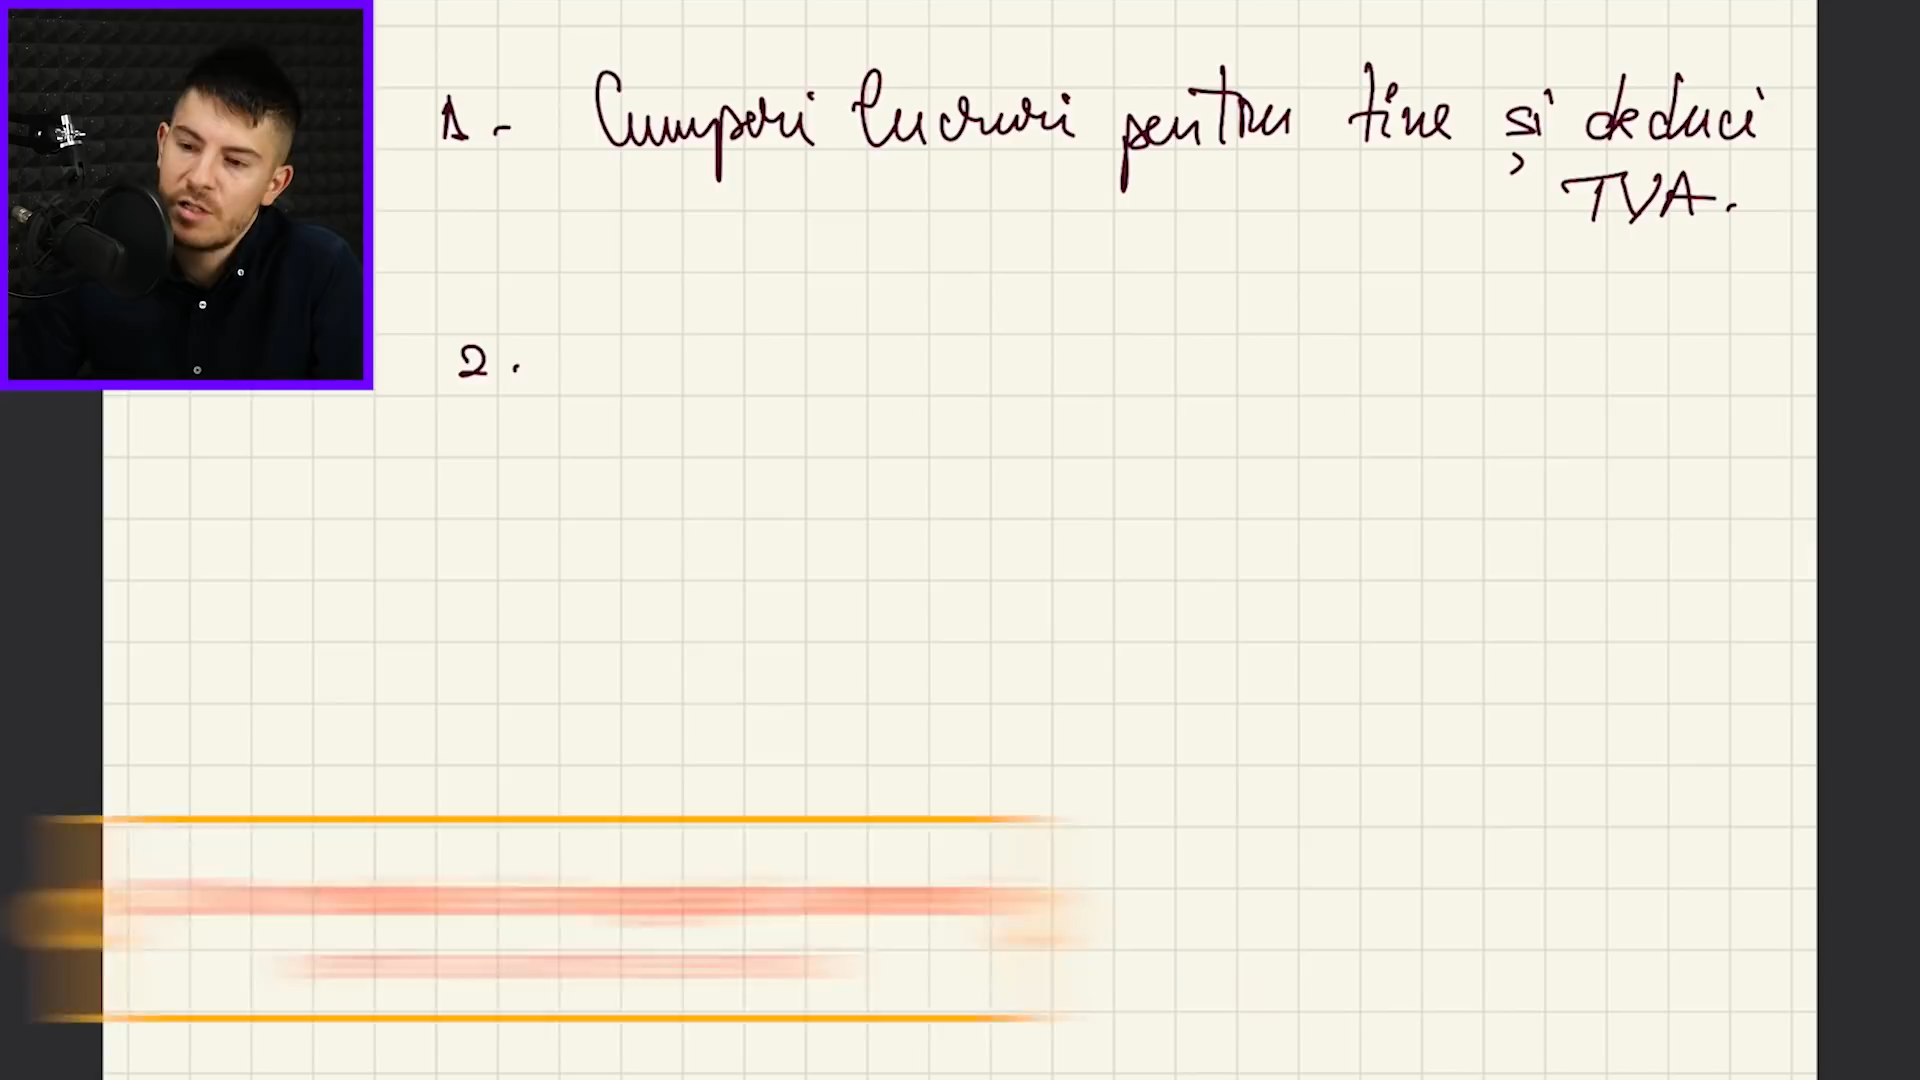 1. Cumperi lucruri pentru tine și deduci
TVA.
2.